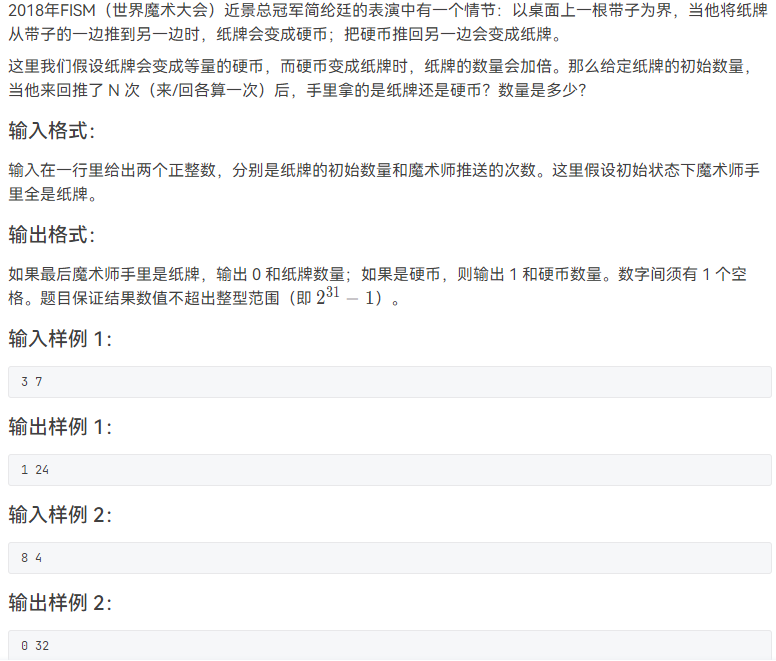 2018年FISM（世界魔术大会）近景总冠军简纶廷的表演中有一个情节：以桌面上一根带子为界，当他将纸牌
从带子的一边推到另一边时，纸牌会变成硬币；把硬币推回另一边会变成纸牌。
这里我们假设纸牌会变成等量的硬币，而硬币变成纸牌时，纸牌的数量会加倍。那么给定纸牌的初始数量，
当他来回推了 N 次（来/回各算一次）后，手里拿的是纸牌还是硬币？数量是多少？
输入格式：
输入在一行里给出两个正整数，分别是纸牌的初始数量和魔术师推送的次数。这里假设初始状态下魔术师手
里全是纸牌。
输出格式：
如果最后魔术师手里是纸牌，输出 0 和纸牌数量；如果是硬币，则输出 1 和硬币数量。数字间须有 1 个空
格。题目保证结果数值不超出整型范围（即 2^31 − 1）。
输入样例 1：
3 7
输出样例 1：
1 24
输入样例 2：
8 4
输出样例 2：
0 32